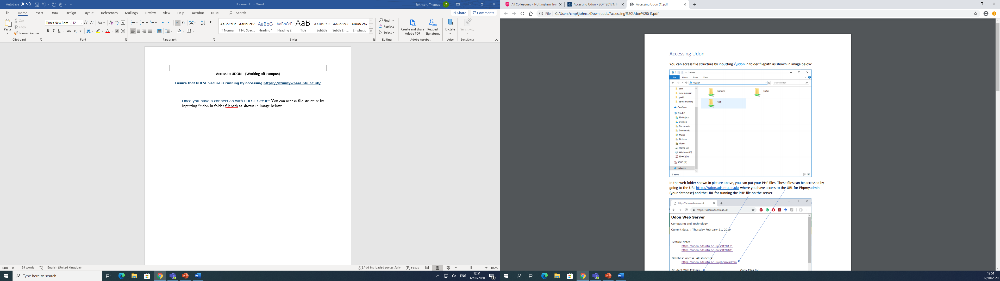 AutoSave Off
Document1 - Word
Johnson, Thomas JT
File Home Insert Draw Design Layout References Mailings Review View Help Acrobat RCM Search
Share Comments
Paste
Cut
Copy
Format Painter
Clipboard
Times New Rom 12
Font
Paragraph
AaBbCcDc AaBbCcDc AaBbC( AaBbCcD AaB AaBbCcD AaBbCcDc AaBbCcDc
¶ Normal ¶ No Spac... Heading 1 Heading 2 Title Subtitle Subtle Em... Emphasis
Styles
Find
Replace
Select
Editing
Create and Share Adobe PDF
Request Signatures
Adobe Acrobat
Dictate
Voice
Sensitivity
Sensitivity
Access to UDON – (Working off-campus)
Ensure that PULSE Secure is running by accessing https://ntuanywhere.ntu.ac.uk/
1. Once you have a connection with PULSE Secure You can access file structure by
inputting \\udon in folder filepath as shown in image below:
Page 1 of 1 39 words English (United Kingdom)
Add-ins loaded successfully Focus 100%
Type here to search
ENG 12:51
12/10/2020
All Colleagues » Nottingham Tre
Accessing Udon - SOFT20171: In
Accessing Udon (1).pdf
File C:/Users/cmp3johnst/Downloads/Accessing%20Udon%20(1).pdf
Accessing Udon
You can access file structure by inputting \\udon in folder filepath as shown in image below:
udon
File Home Share View
\\udon
Search udon
ceef
new material
pratik
term1 marking
OneDrive
This PC
3D Objects
Desktop
Documents
Downloads
Music
Pictures
Videos
Home (A:)
Windows (C:)
SDHC (D:)
SDHC (D:)
Network
3 items
handins
Notes
web
In the web folder shown in picture above, you can put your PHP files. These files can be accessed by
going to the URL https://udon.ads.ntu.ac.uk/ where you have access to the URL for Phpmyadmin
(your database) and the URL for running the PHP file on the server.
https://udon.ads.ntu.ac.uk
https://udon.ads.ntu.ac.uk
Udon Web Server
Computing and Technology
Current date. : Thursday February 21, 2019
Lecture Notes:
https://udon.ads.ntu.ac.uk/soft20171
https://udon.ads.ntu.ac.uk/soft20181
Database access -All students:
https://udon.ads.ntu.ac.uk/phpmyadmin
Student Web Folders Copy Files to:
12:51
12/10/2020